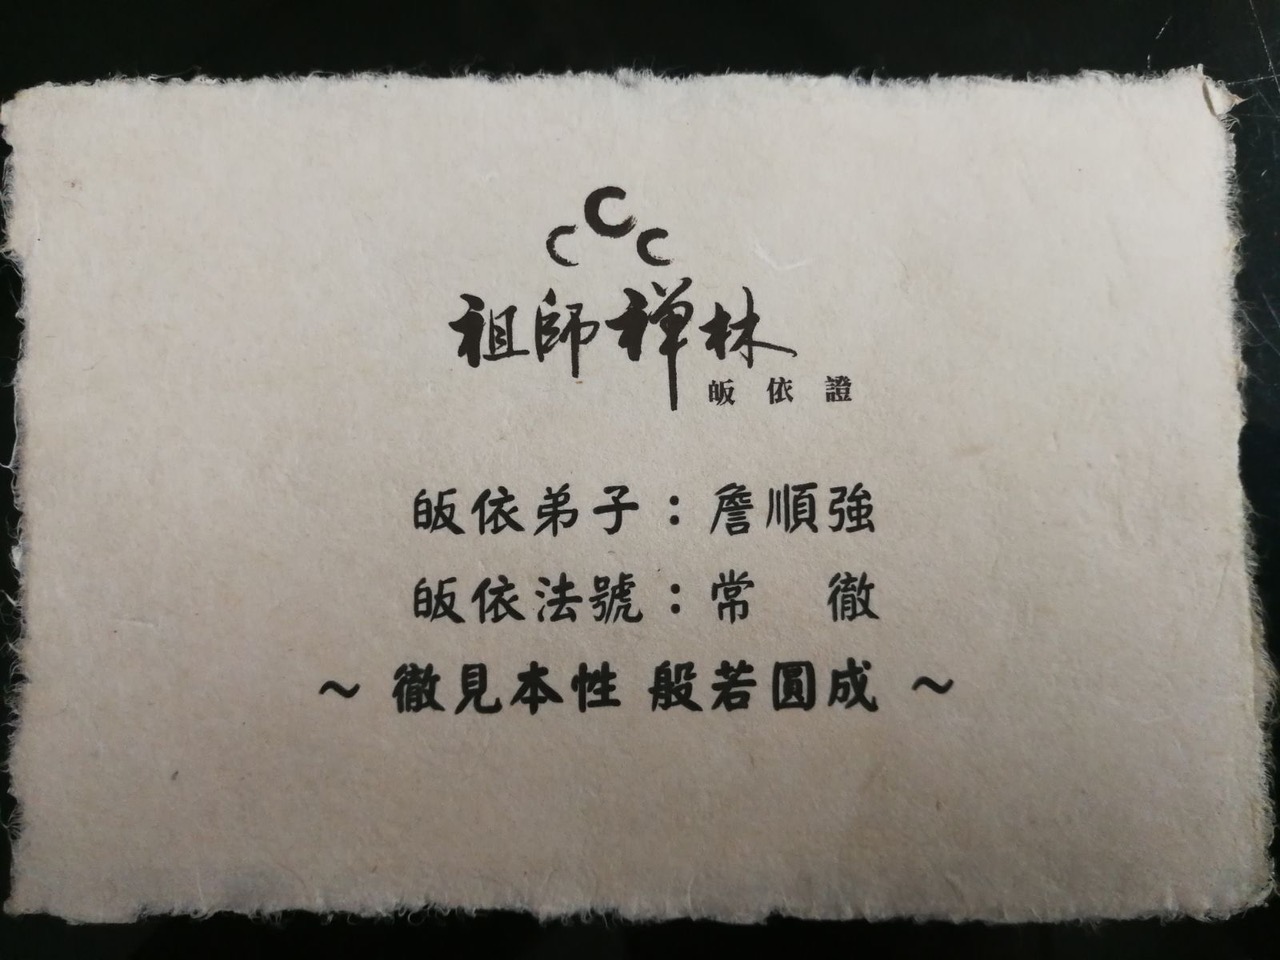 祖師禅林
皈依證
皈依弟子：詹順強
皈依法號：常　徹
～ 徹見本性 般若圓成 ～